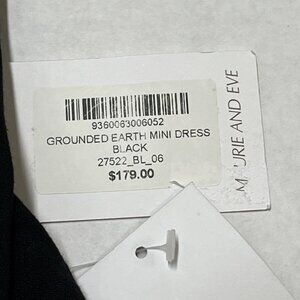 9360063006052
GROUNDED EARTH MINI DRESS
BLACK
27522_BL_06
$179.00
AND EVE